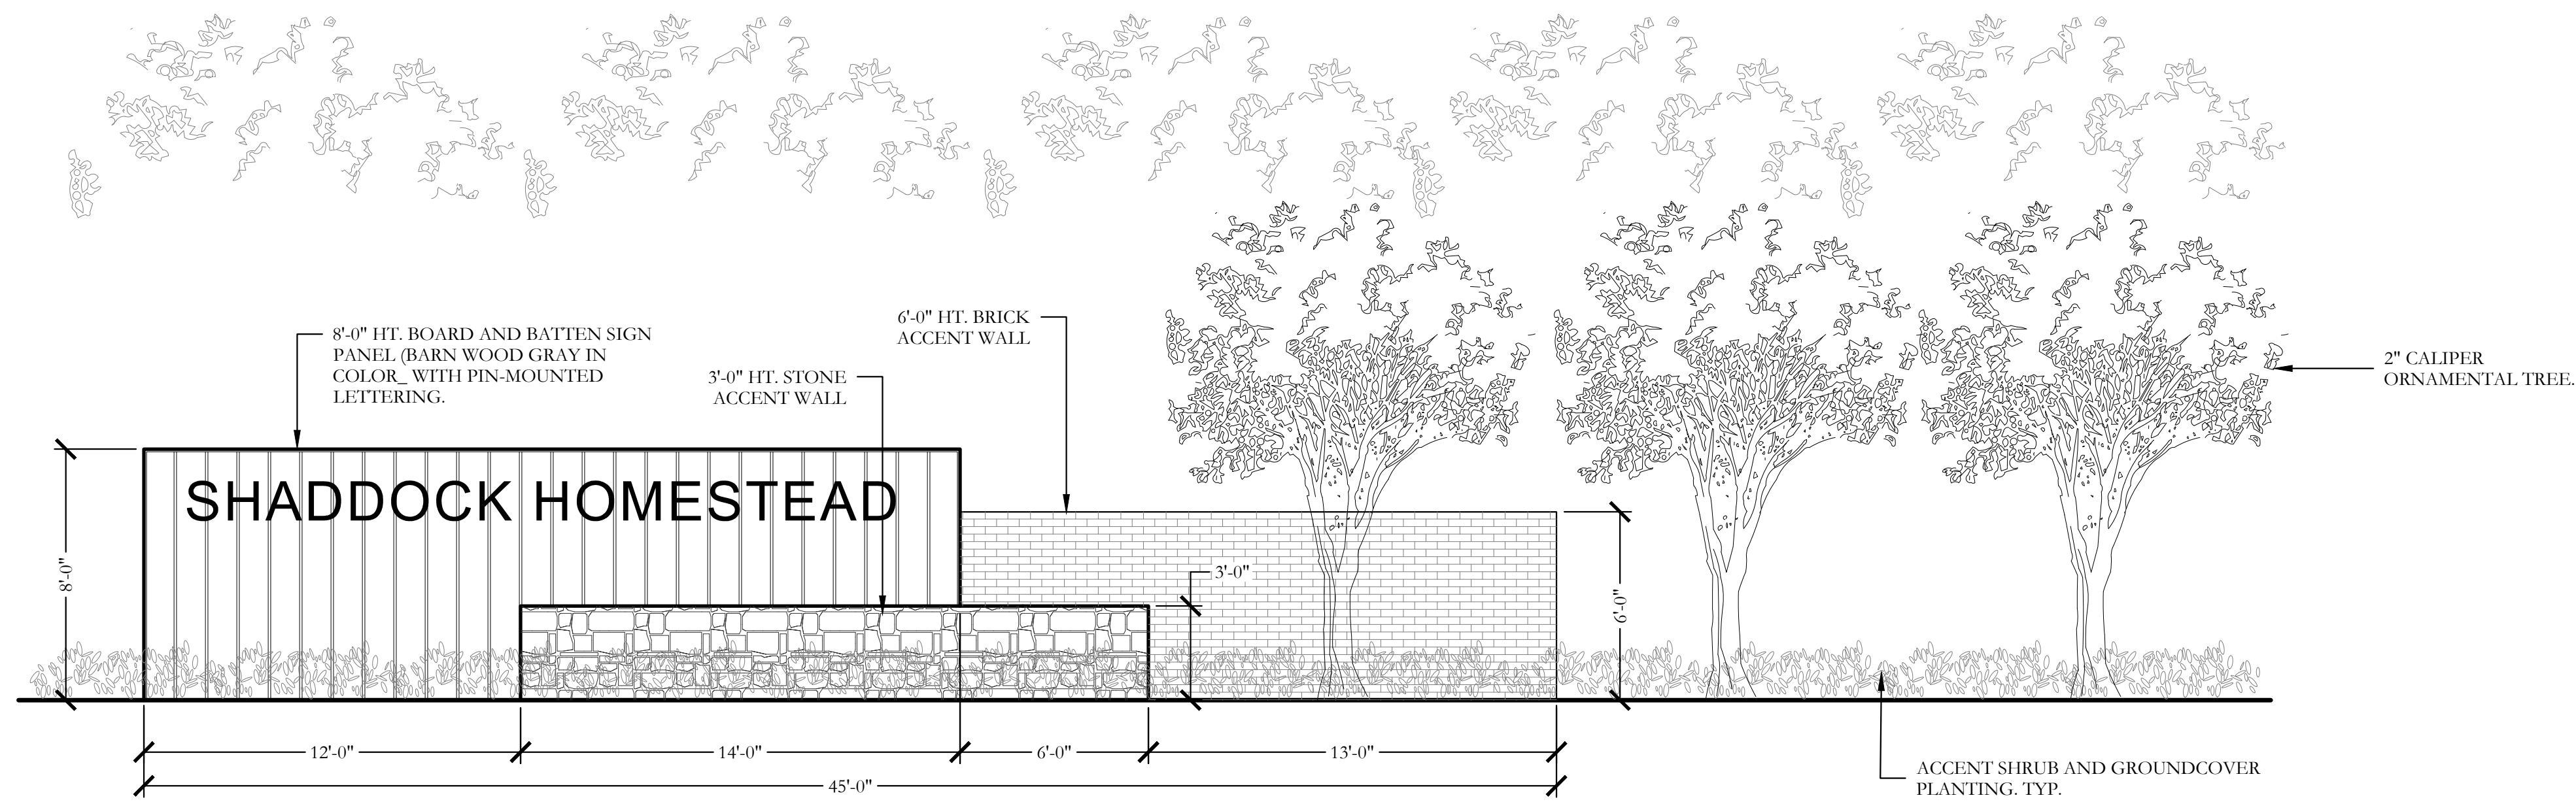 8'-0" HT. BOARD AND BATTEN SIGN
PANEL (BARN WOOD GRAY IN
COLOR_ WITH PIN-MOUNTED
LETTERING.
6'-0" HT. BRICK
ACCENT WALL
3'-0" HT. STONE
ACCENT WALL
2" CALIPER
ORNAMENTAL TREE.
SHADDOCK HOMESTEAD
8'-0"
3'-0"
6'-0"
12'-0"
14'-0"
6'-0"
13'-0"
45'-0"
ACCENT SHRUB AND GROUNDCOVER
PLANTING. TYP.